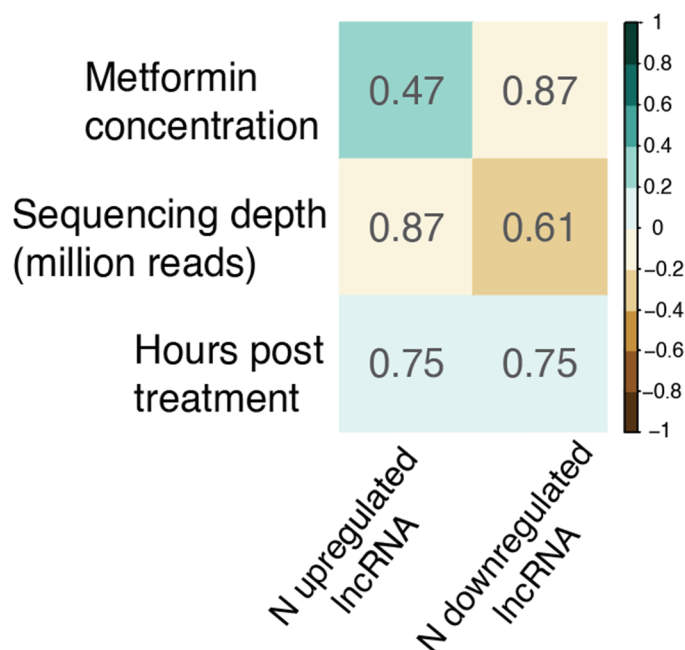 Metformin
concentration
0.47
0.87
Sequencing depth
(million reads)
0.87
0.61
Hours post
treatment
0.75
0.75
N upregulated
lncRNA
N downregulated
lncRNA
1
0.8
0.6
0.4
0.2
0
−0.2
−0.4
−0.6
−0.8
−1